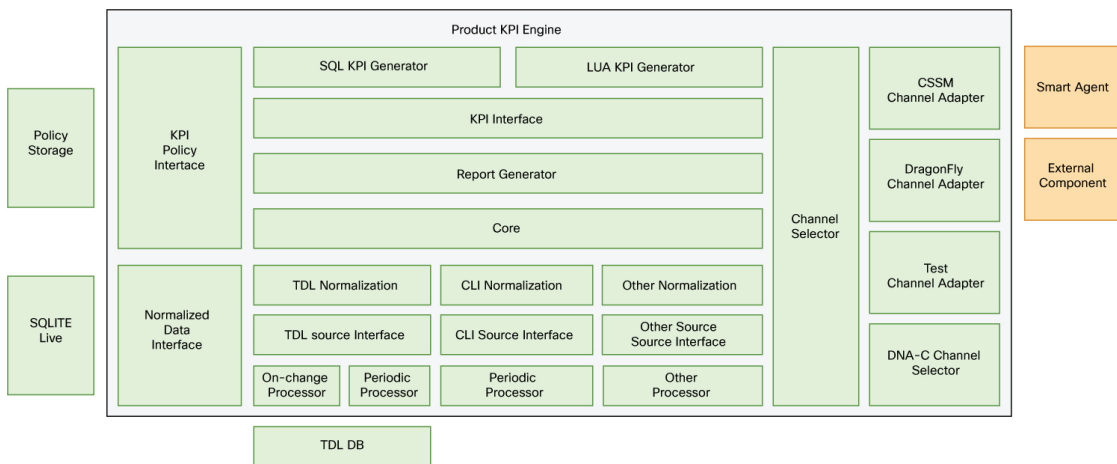 Product KPI Engine
Policy
Storage
SQLITE
Live
KPI
Policy
Intertace
Normalized
Data
Interface
SQL KPI Generator
LUA KPI Generator
KPI Interface
Report Generator
Core
TDL Normalization
CLI Normalization
Other Normalization
TDL source Interface
CLI Source Interface
Other Source
Source Interface
On-change
Processor
Periodic
Processor
Periodic
Processor
Other
Processor
TDL DB
Channel
Selector
CSSM
Channel Adapter
DragonFly
Channel Adapter
Test
Channel Adapter
DNA-C Channel
Selector
Smart Agent
External
Component